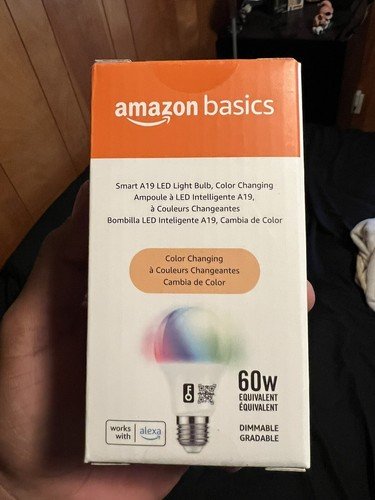 amazon basics
Smart A19 LED Light Bulb, Color Changing
Ampoule à LED Intelligente A19,
à Couleurs Changeantes
Bombilla LED Inteligente A19, Cambia de Color
Color Changing
à Couleurs Changeantes
Cambia de Color
60W
EQUIVALENT
ÉQUIVALENT
DIMMABLE
GRADABLE
works
with
alexa